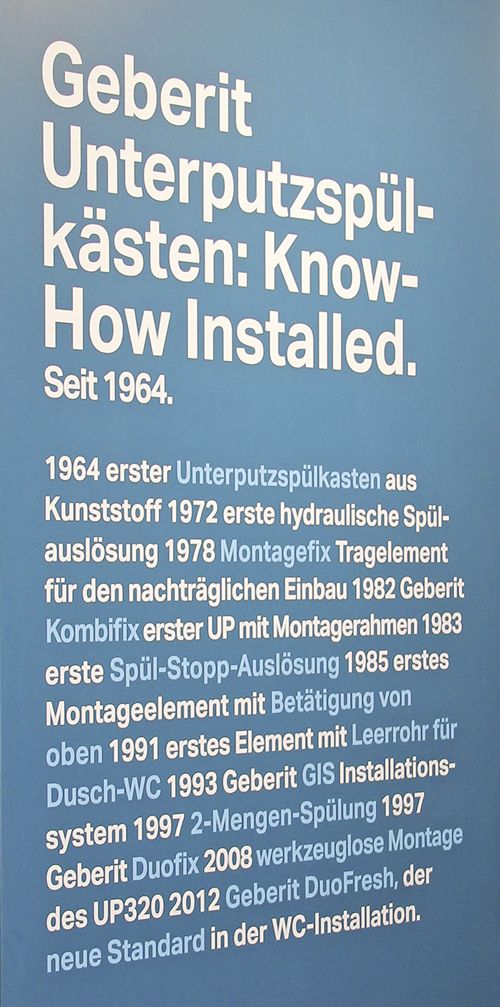 Geberit
Unterputzspül-
kästen: Know-
How Installed.
Seit 1964.
1964 erster Unterputzspülkasten aus
Kunststoff 1972 erste hydraulische Spül-
auslösung 1978 Montagefix Tragelement
für den nachträglichen Einbau 1982 Geberit
Kombifix erster UP mit Montagerahmen 1983
erste Spül-Stopp-Auslösung 1985 erstes
Montageelement mit Betätigung von
oben 1991 erstes Element mit Leerrohr für
Dusch-WC 1993 Geberit GIS Installations-
system 1997 2-Mengen-Spülung 1997
Geberit Duofix 2008 werkzeuglose Montage
des UP320 2012 Geberit DuoFresh, der
neue Standard in der WC-Installation.